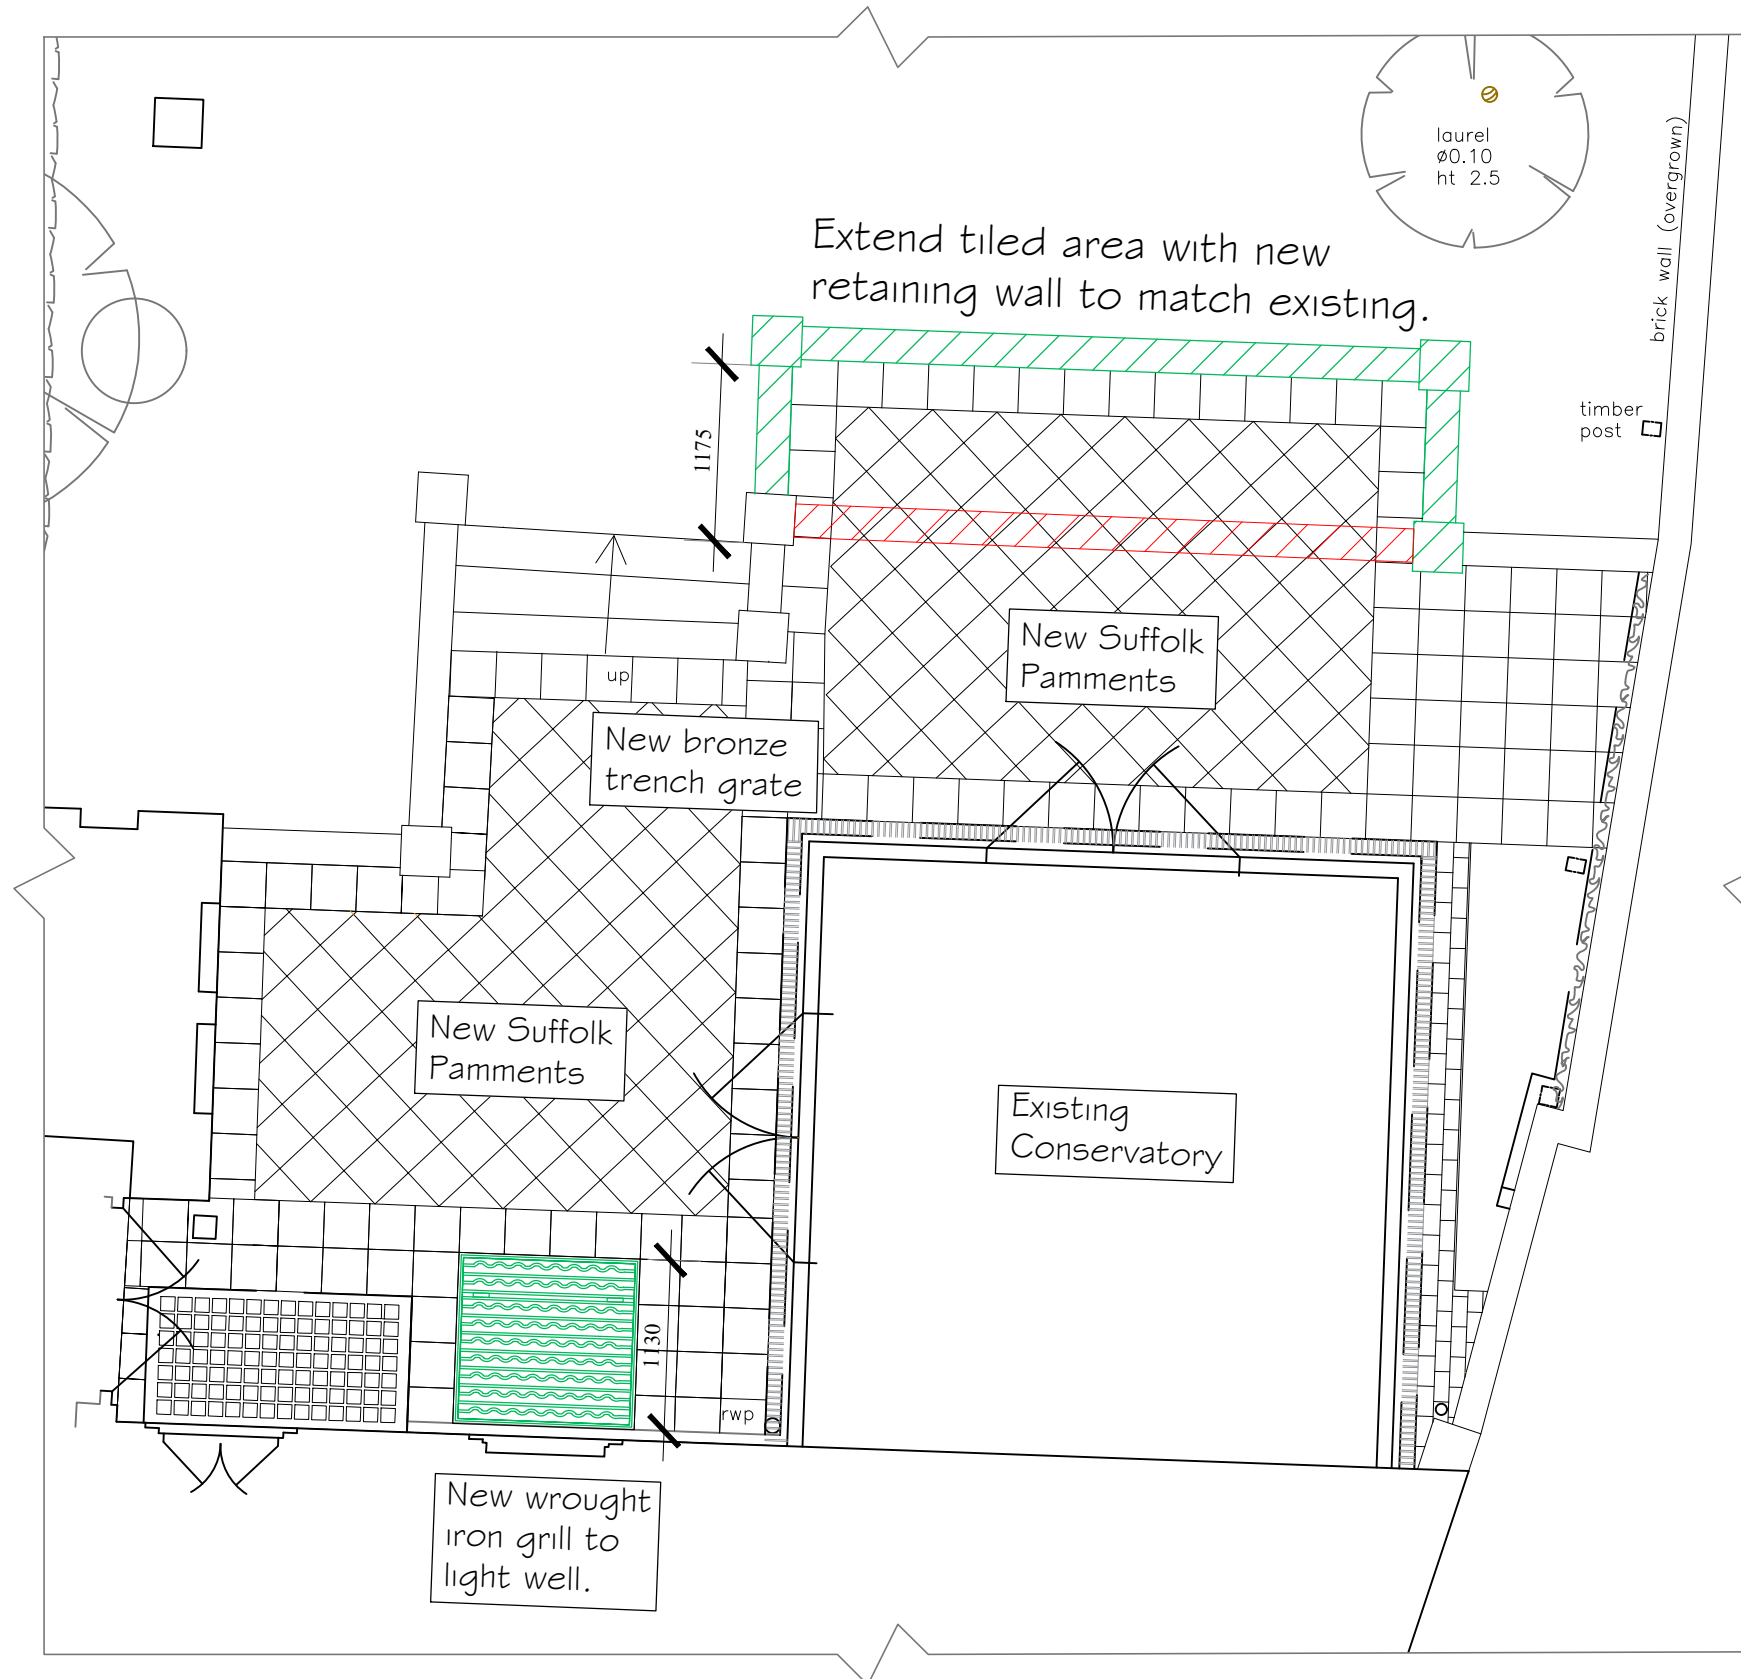 laurel
ø0.10
ht 2.5
brick wall (overgrown)
Extend tiled area with new
retaining wall to match existing.
timber
post
1175
New Suffolk
Pamments
up
New bronze
trench grate
New Suffolk
Pamments
Existing
Conservatory
1130
rwp
New wrought
iron grill to
light well.